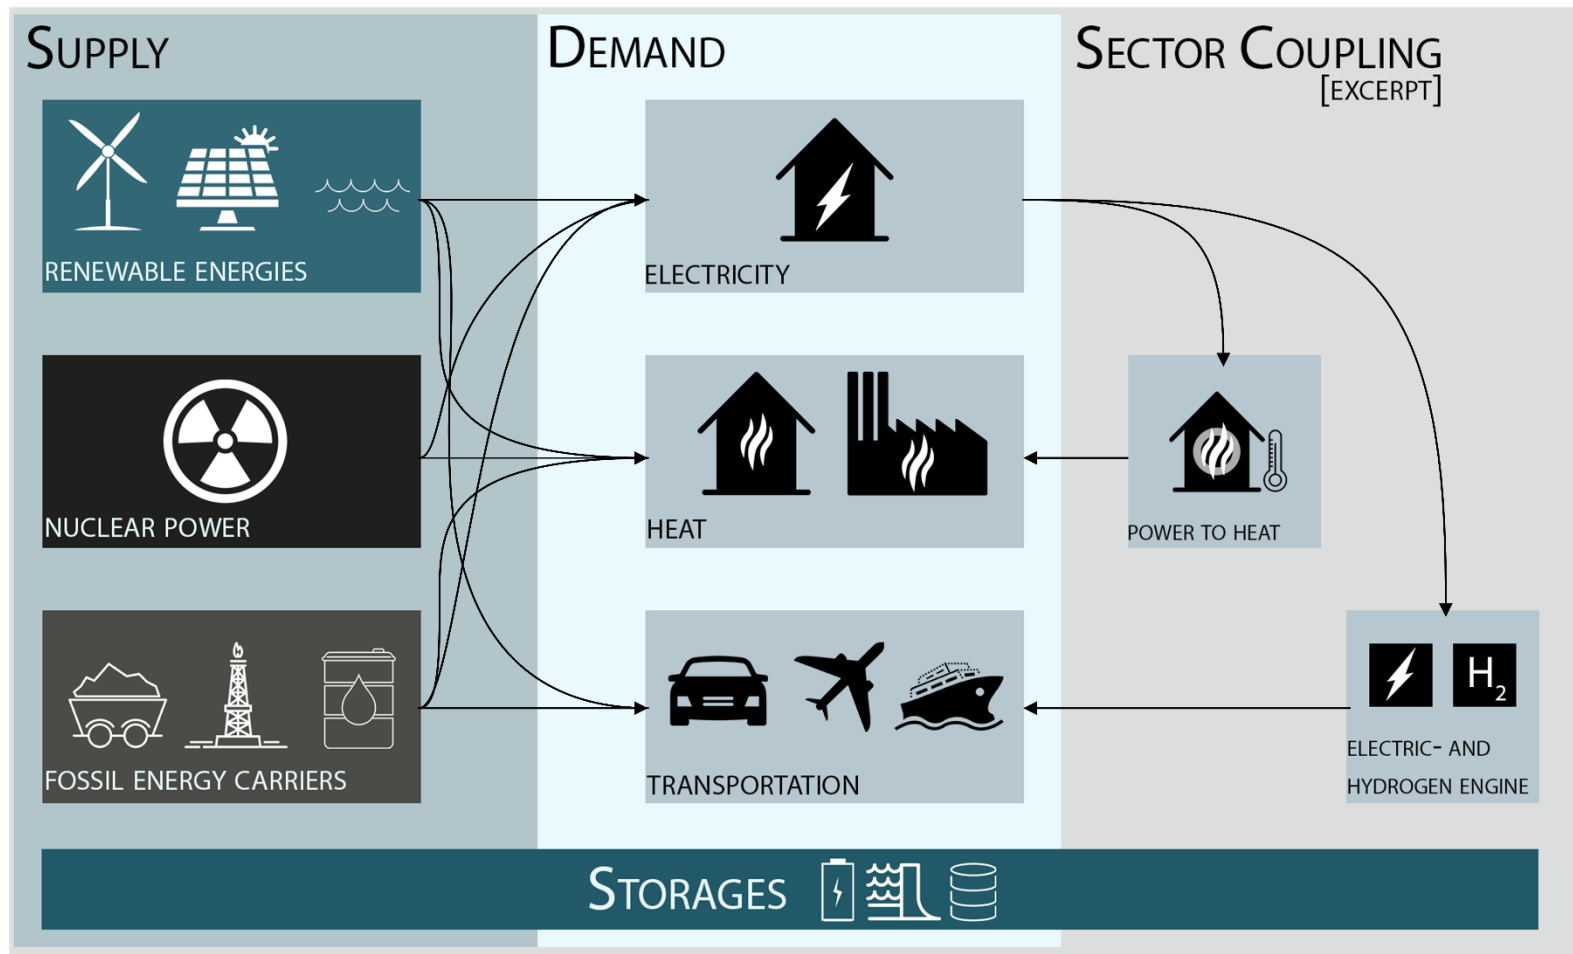 SUPPLY
DEMAND
SECTOR COUPLING
[EXCERPT]
RENEWABLE ENERGIES
ELECTRICITY
NUCLEAR POWER
HEAT
POWER TO HEAT
FOSSIL ENERGY CARRIERS
TRANSPORTATION
H₂
ELECTRIC- AND
HYDROGEN ENGINE
STORAGES